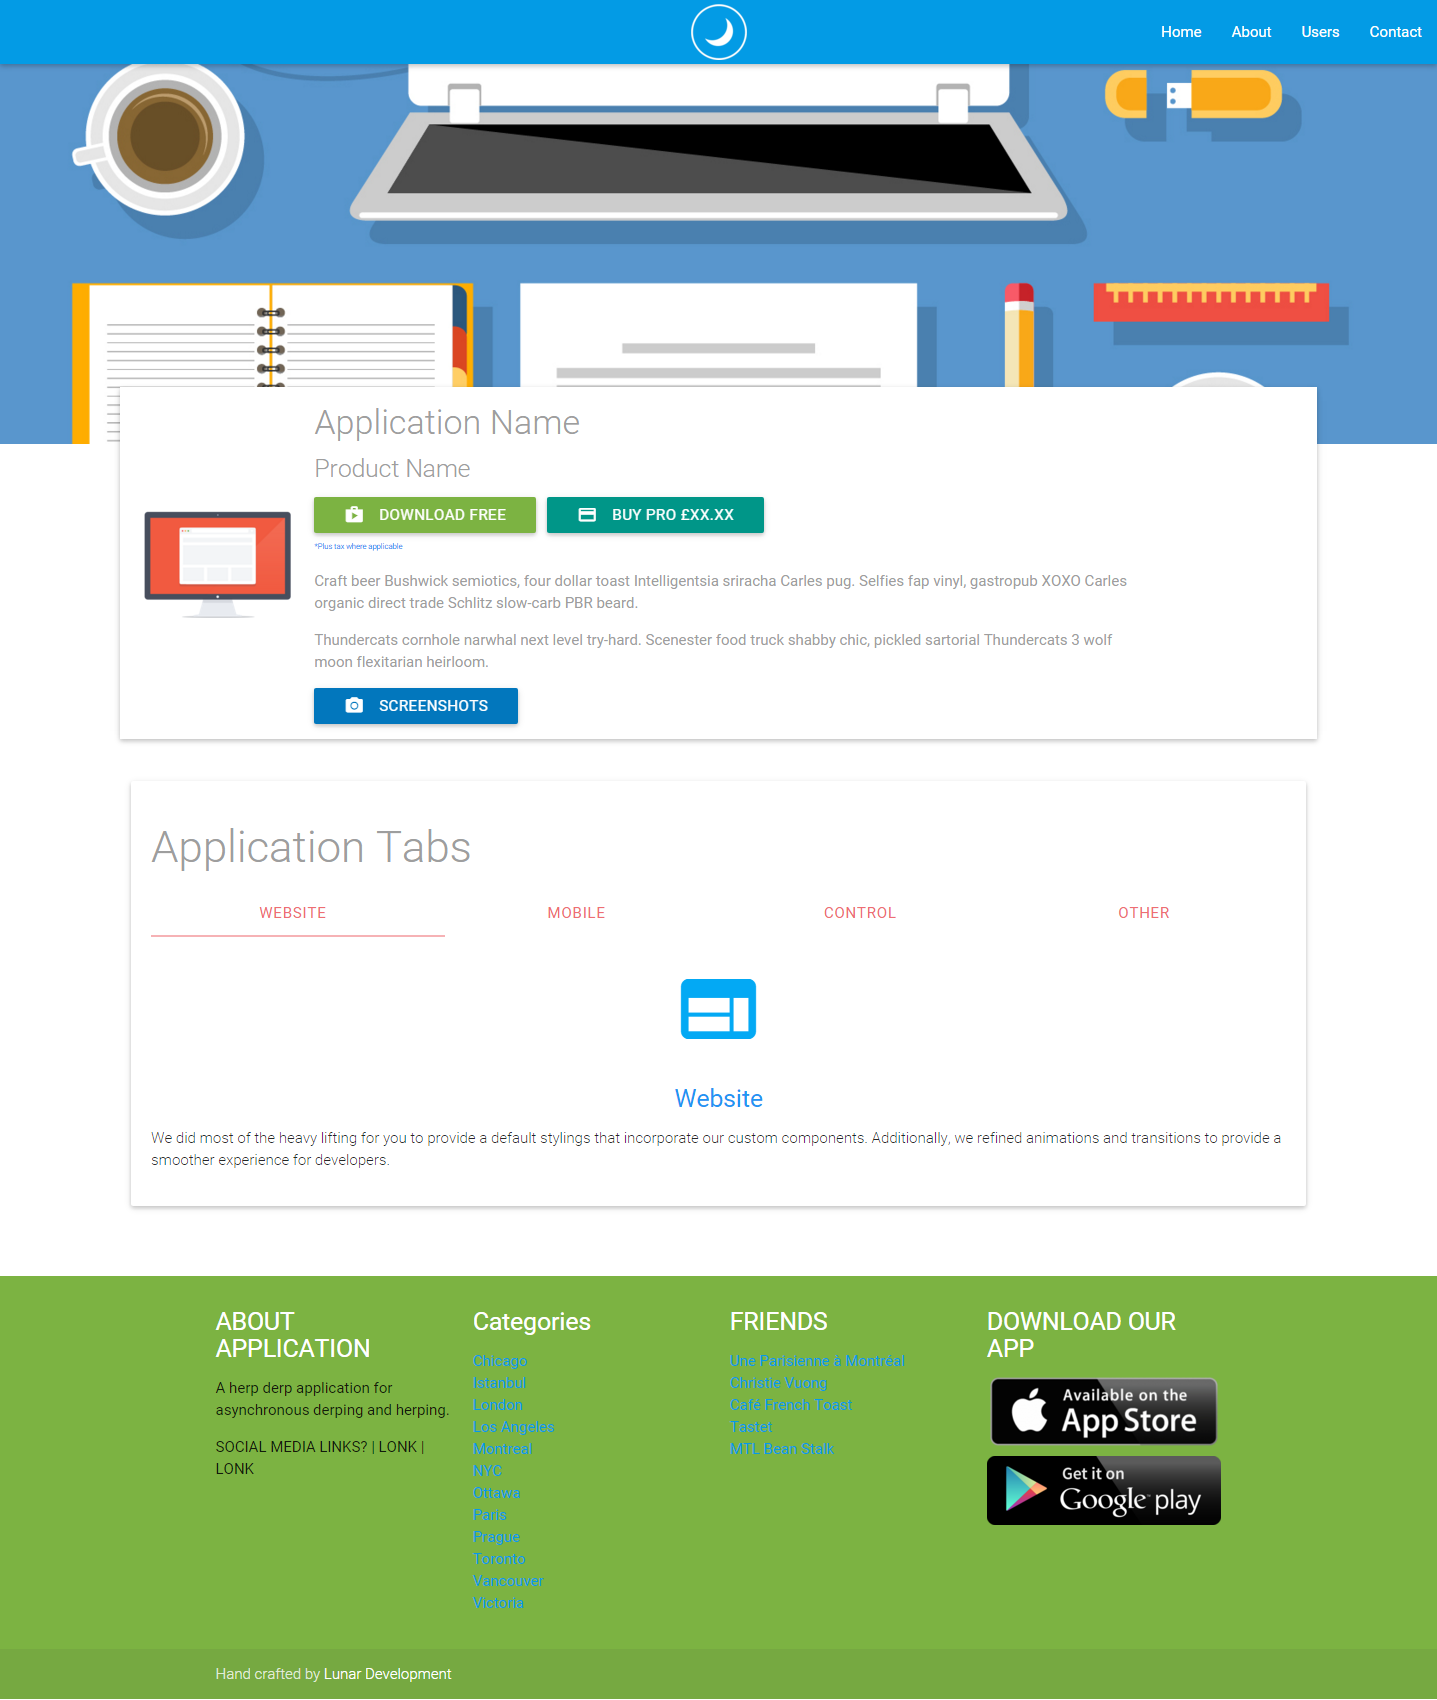 Home About Users Contact
Application Name
Product Name
DOWNLOAD FREE BUY PRO £XX.XX
*Plus tax where applicable
Craft beer Bushwick semiotics, four dollar toast Intelligentsia sriracha Carles pug. Selfies fap vinyl, gastropub XOXO Carles
organic direct trade Schlitz slow-carb PBR beard.
Thundercats cornhole narwhal next level try-hard. Scenester food truck shabby chic, pickled sartorial Thundercats 3 wolf
moon flexitarian heirloom.
SCREENSHOTS
Application Tabs
WEBSITE MOBILE CONTROL OTHER
Website
We did most of the heavy lifting for you to provide a default stylings that incorporate our custom components. Additionally, we refined animations and transitions to provide a
smoother experience for developers.
ABOUT
APPLICATION
A herp derp application for
asynchronous derping and herping.
SOCIAL MEDIA LINKS? | LONK |
LONK
Categories
Chicago
Istanbul
London
Los Angeles
Montreal
NYC
Ottawa
Paris
Prague
Toronto
Vancouver
Victoria
FRIENDS
Une Parisienne à Montréal
Christie Vuong
Café French Toast
Tastet
MTL Bean Stalk
DOWNLOAD OUR
APP
Available on the
App Store
Get it on
Google play
Hand crafted by Lunar Development